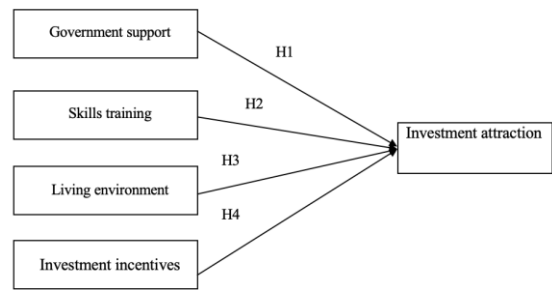 Government support
H1
Skills training
H2
Investment attraction
Living environment
H3
H4
Investment incentives